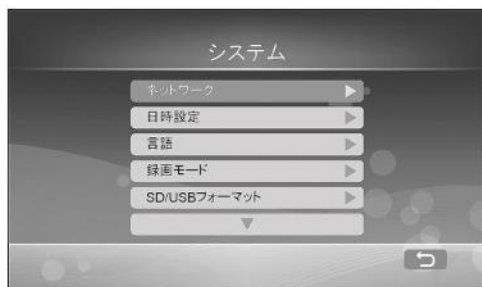 システム
ネットワーク
日時設定
言語
録画モード
SD/USBフォーマット